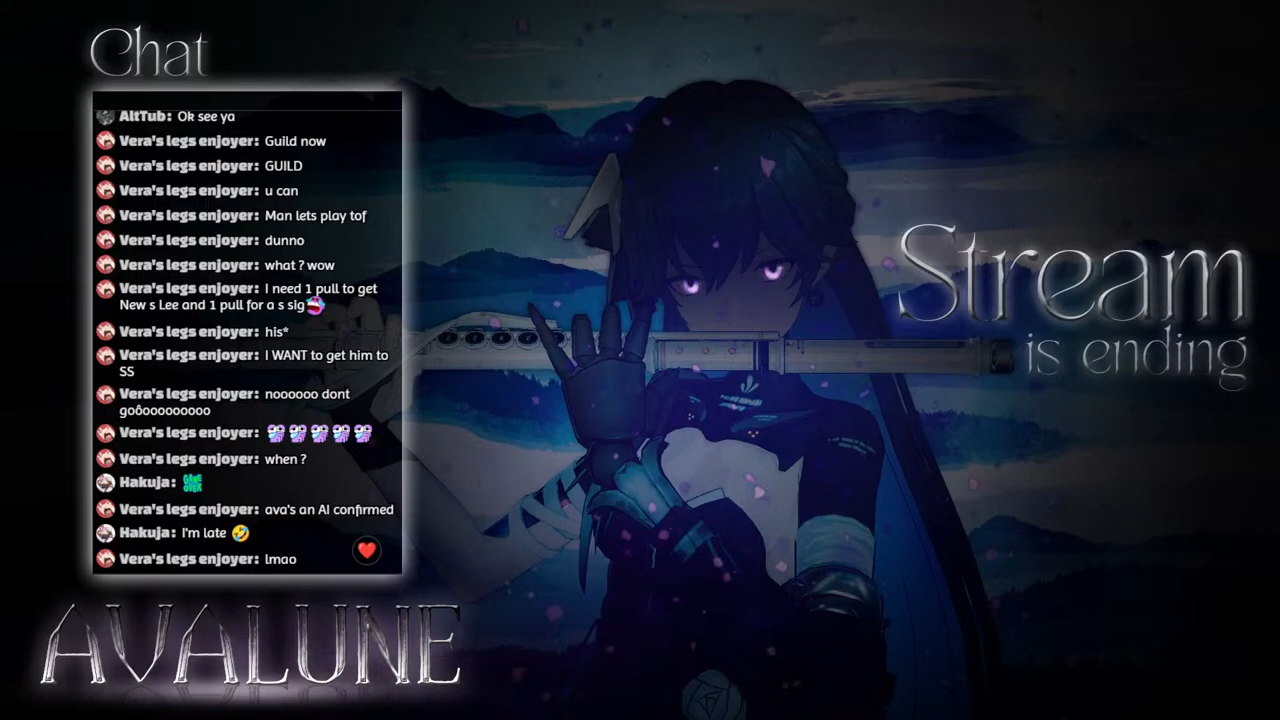 Chat
AltTub: Ok see ya
Vera's legs enjoyer: Guild now
Vera's legs enjoyer: GUILD
Vera's legs enjoyer: u can
Vera's legs enjoyer: Man lets play tof
Vera's legs enjoyer: dunno
Vera's legs enjoyer: what ? wow
Vera's legs enjoyer: I need 1 pull to get
New s Lee and 1 pull for a s sig
Vera's legs enjoyer: his*
Vera's legs enjoyer: I WANT to get him to
SS
Vera's legs enjoyer: noooooo dont
goôoooooooooo
Vera's legs enjoyer:
Vera's legs enjoyer: when ?
Hakuja: GAME OVER
Vera's legs enjoyer: ava's an AI confirmed
Hakuja: I'm late 🤣
Vera's legs enjoyer: lmao
AVALUNE
Stream
is ending